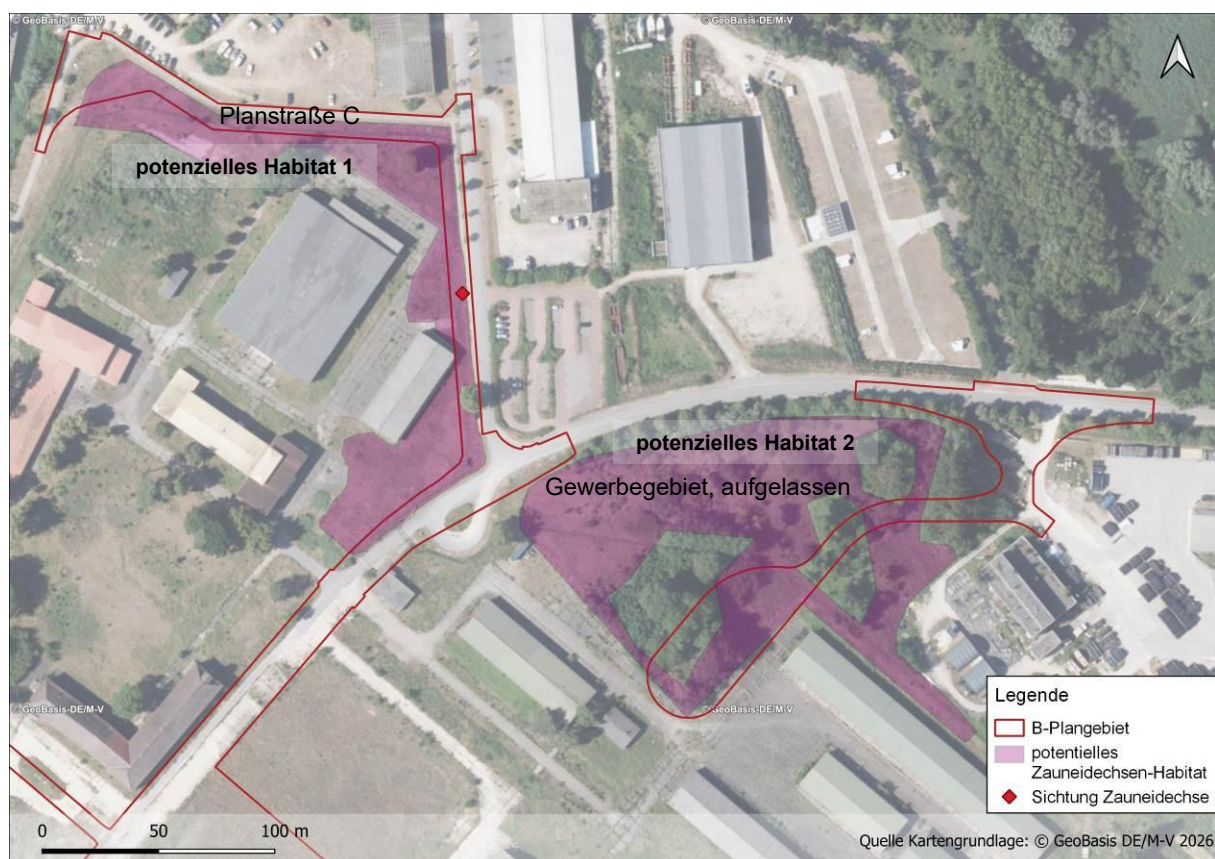 © GeoBasis-DE/M-V
© GeoBasis-DE/M-V
Planstraße C
potenzielles Habitat 1
potenzielles Habitat 2
Gewerbegebiet, aufgelassen
© GeoBasis-DE/M-V
© GeoBasis-DE/M-V
Legende
B-Plangebiet
potentielles
Zauneidechsen-Habitat
Sichtung Zauneidechse
0 50 100 m
Quelle Kartengrundlage: © GeoBasis DE/M-V 2026